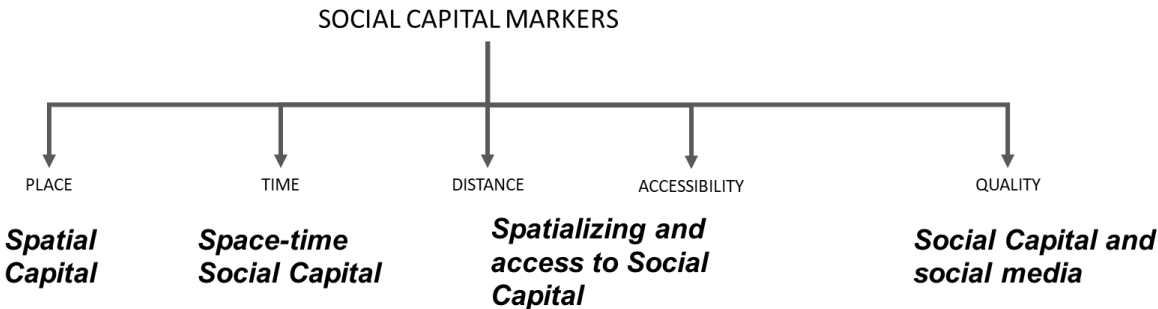 SOCIAL CAPITAL MARKERS
PLACE
TIME
DISTANCE
ACCESSIBILITY
QUALITY
Spatial
Capital
Space-time
Social Capital
Spatializing and
access to Social
Capital
Social Capital and
social media